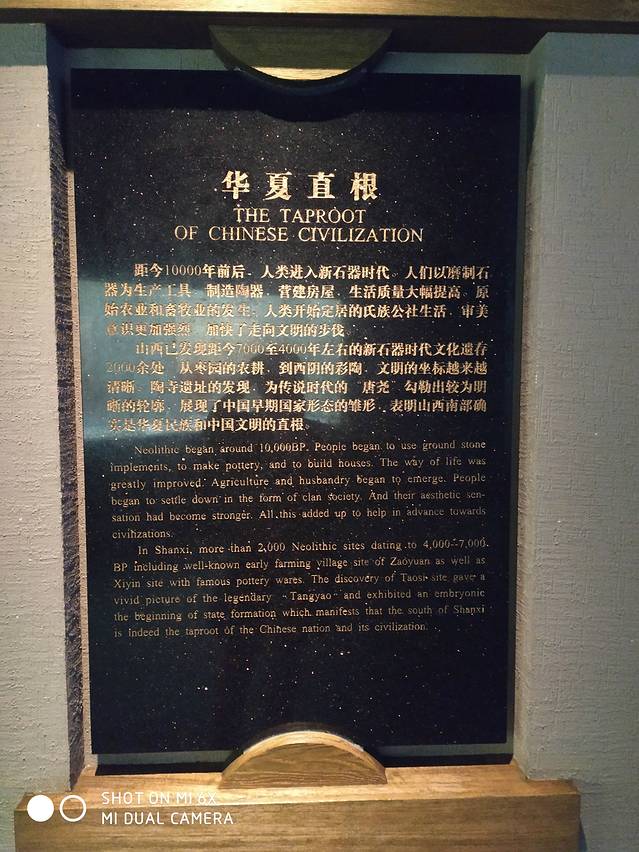 华夏直根
THE TAPROOT
OF CHINESE CIVILIZATION
距今10000年前后，人类进入新石器时代。人们以磨制石
器为生产工具，制造陶器，营建房屋，生活质量大幅提高。原
始农业和畜牧业的发生，人类开始定居的氏族公社生活，审美
意识更加强烈，加快了走向文明的步伐。
山西已发现距今7000至4000年左右的新石器时代文化遗存
2000余处，从枣园的农耕，到西阴的彩陶，文明的坐标越来越
清晰。陶寺遗址的发现，为传说时代的“唐尧”勾勒出较为明
晰的轮廓，展现了中国早期国家形态的雏形，表明山西南部确
实是华夏民族和中国文明的直根。
Neolithic began around 10,000BP. People began to use ground stone
implements, to make pottery, and to build houses. The way of life was
greatly improved. Agriculture and husbandry began to emerge. People
began to settle down in the form of clan society. And their aesthetic sen-
sation had become stronger. All this added up to help in advance towards
civilizations.
In Shanxi, more than 2,000 Neolithic sites dating to 4,000--7,000
BP including well-known early farming village site of Zaoyuan as well as
Xiyin site with famous pottery wares. The discovery of Taosi site gave a
vivid picture of the legendary "Tangyao" and exhibited an embryonic
the beginning of state formation which manifests that the south of Shanxi
is indeed the taproot of the Chinese nation and its civilization.
SHOT ON MI 6X
MI DUAL CAMERA